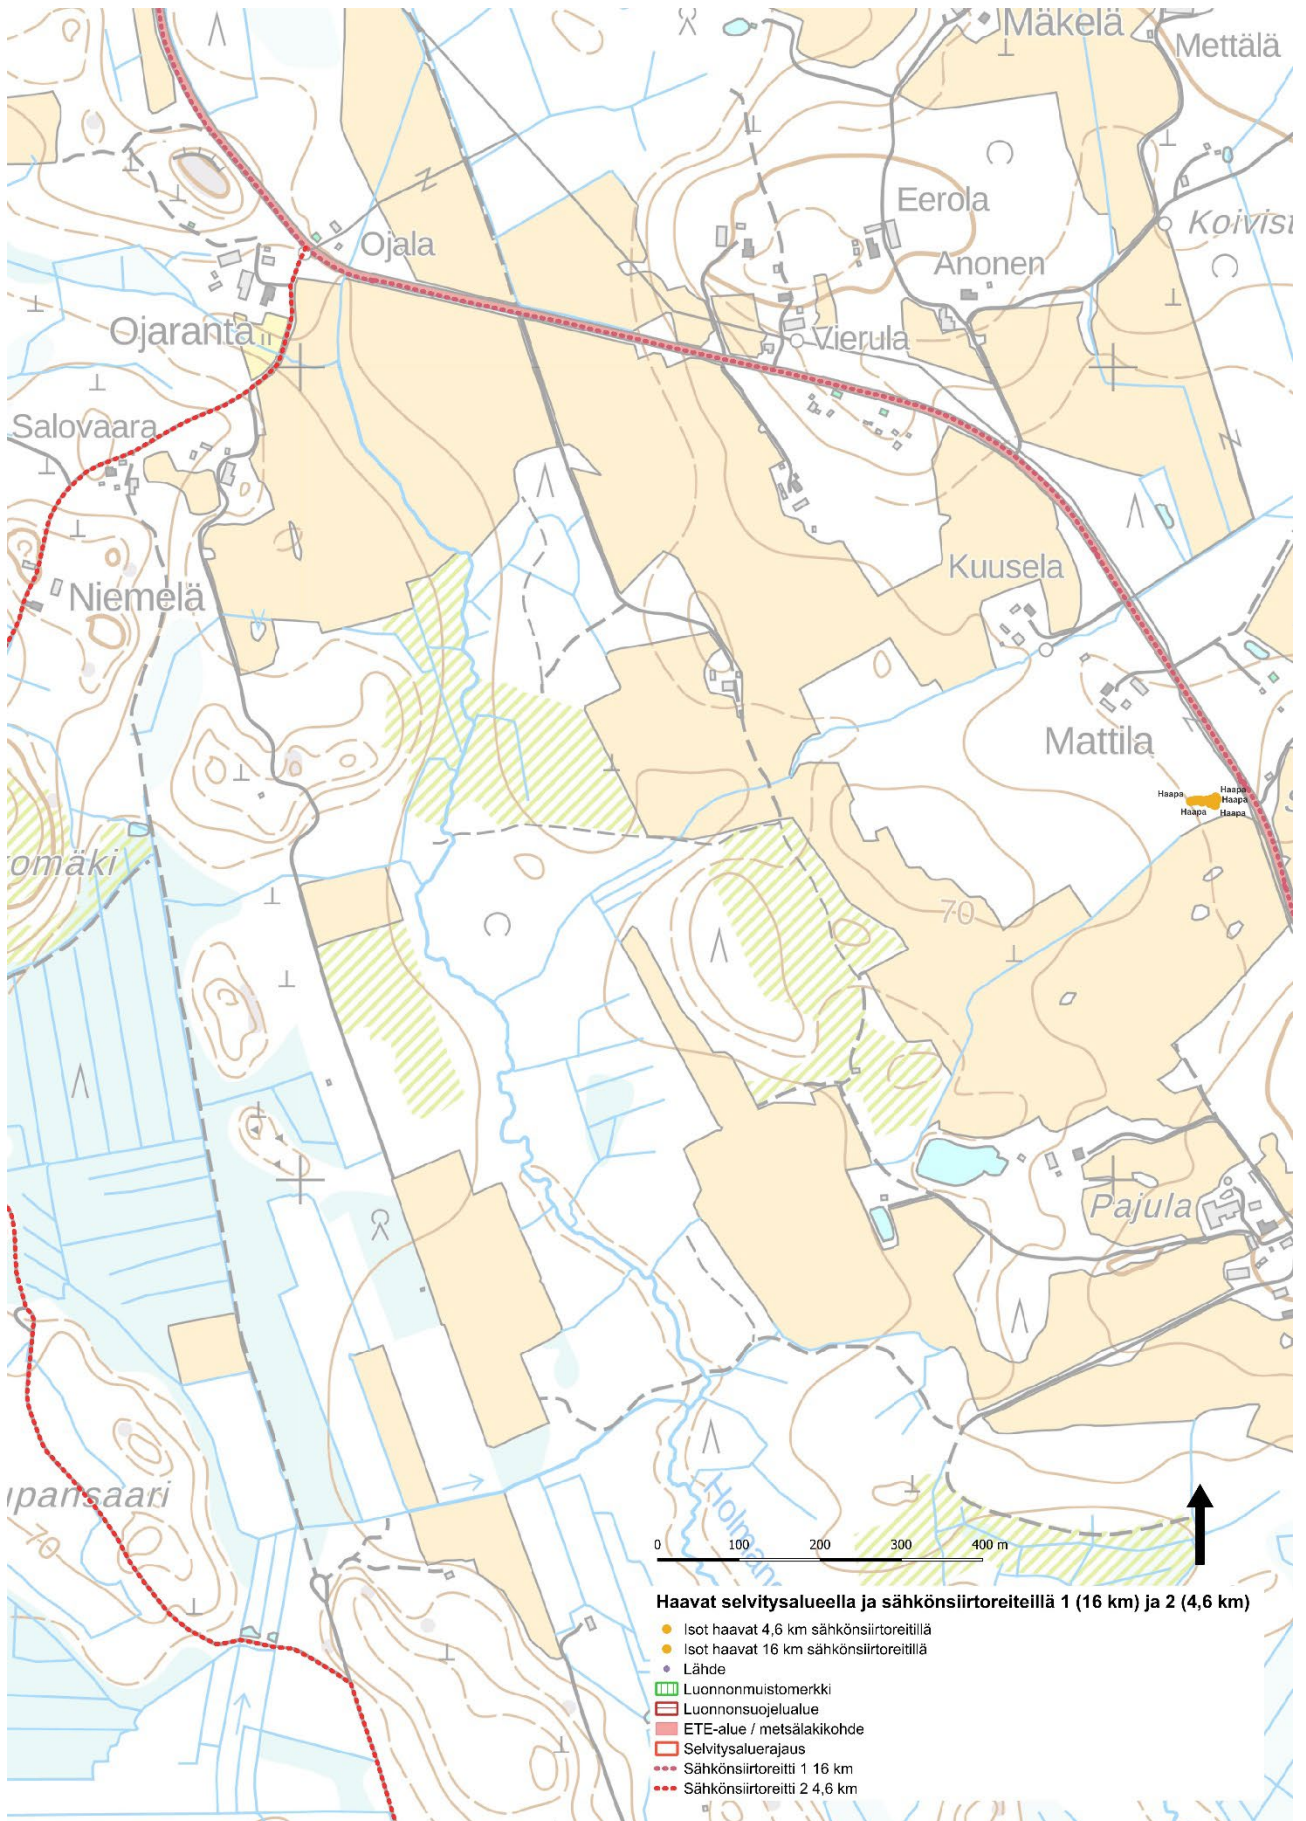 Mäkelä
Mettälä
Eerola
Koivist
Ojala
Anonen
Ojaranta
Vierula
Salovaara
Kuusela
Niemelä
Mattila
Haapa
Haapa
Haapa
Haapa
Haapa
omäki
70
Pajula
upansaari
70
0 100 200 300 400 m
Haavat selvitysalueella ja sähkönsiirtoreiteillä 1 (16 km) ja 2 (4,6 km)
Isot haavat 4,6 km sähkönsiirtoreitillä
Isot haavat 16 km sähkönsiirtoreitillä
Lähde
Luonnonmuistomerkki
Luonnonsuojelualue
ETE-alue / metsälakikohde
Selvitysaluerajaus
Sähkönsiirtoreitti 1 16 km
Sähkönsiirtoreitti 2 4,6 km